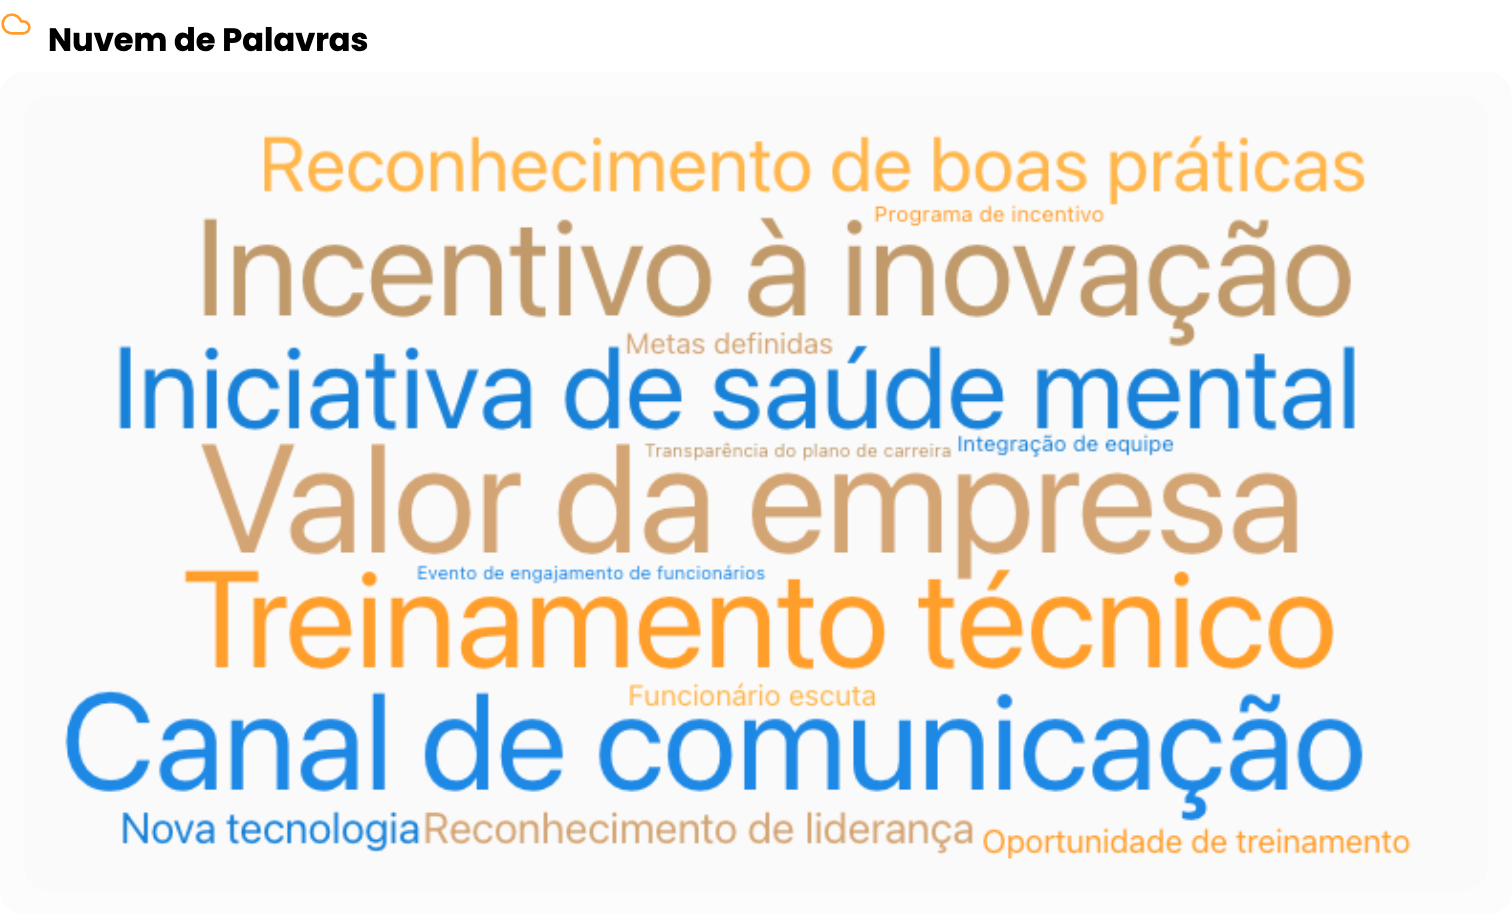 Nuvem de Palavras
Reconhecimento de boas práticas
Programa de incentivo
Incentivo à inovação
Metas definidas
Iniciativa de saúde mental
Transparência do plano de carreira
Integração de equipe
Valor da empresa
Evento de engajamento de funcionários
Treinamento técnico
Funcionário escuta
Canal de comunicação
Nova tecnologia
Reconhecimento de liderança
Oportunidade de treinamento